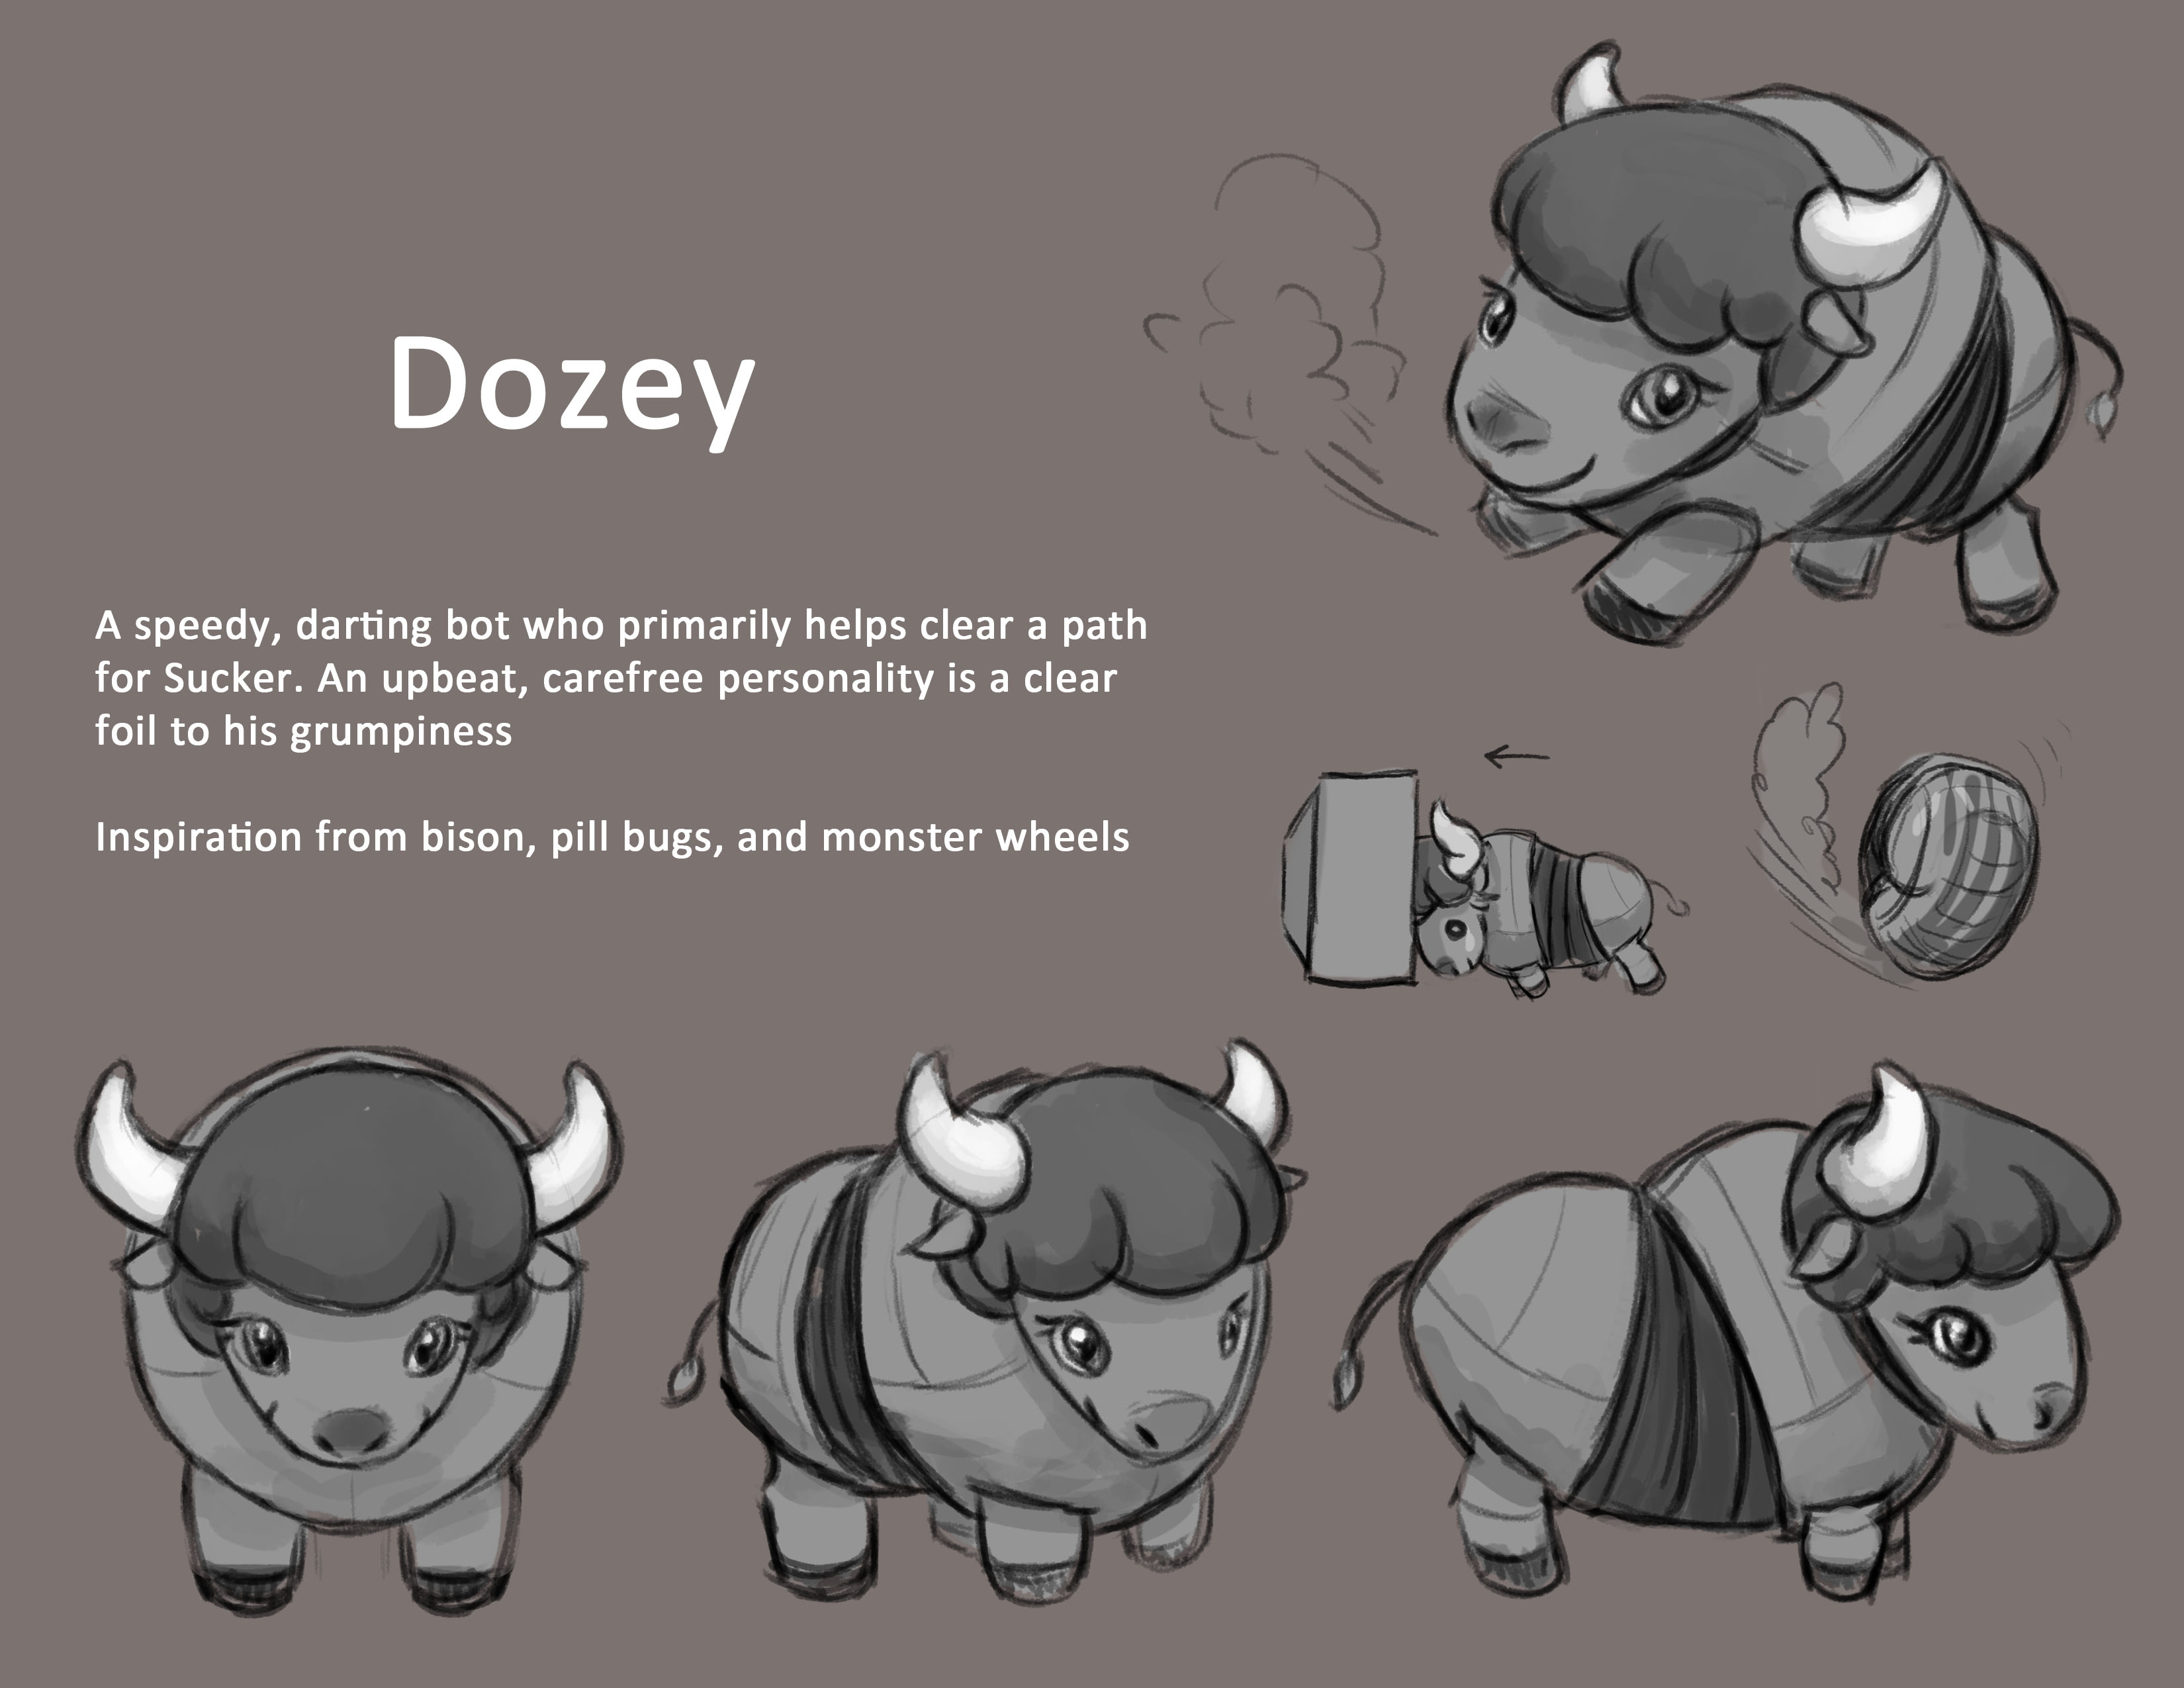 Dozey
A speedy, darting bot who primarily helps clear a path
for Sucker. An upbeat, carefree personality is a clear
foil to his grumpiness
Inspiration from bison, pill bugs, and monster wheels